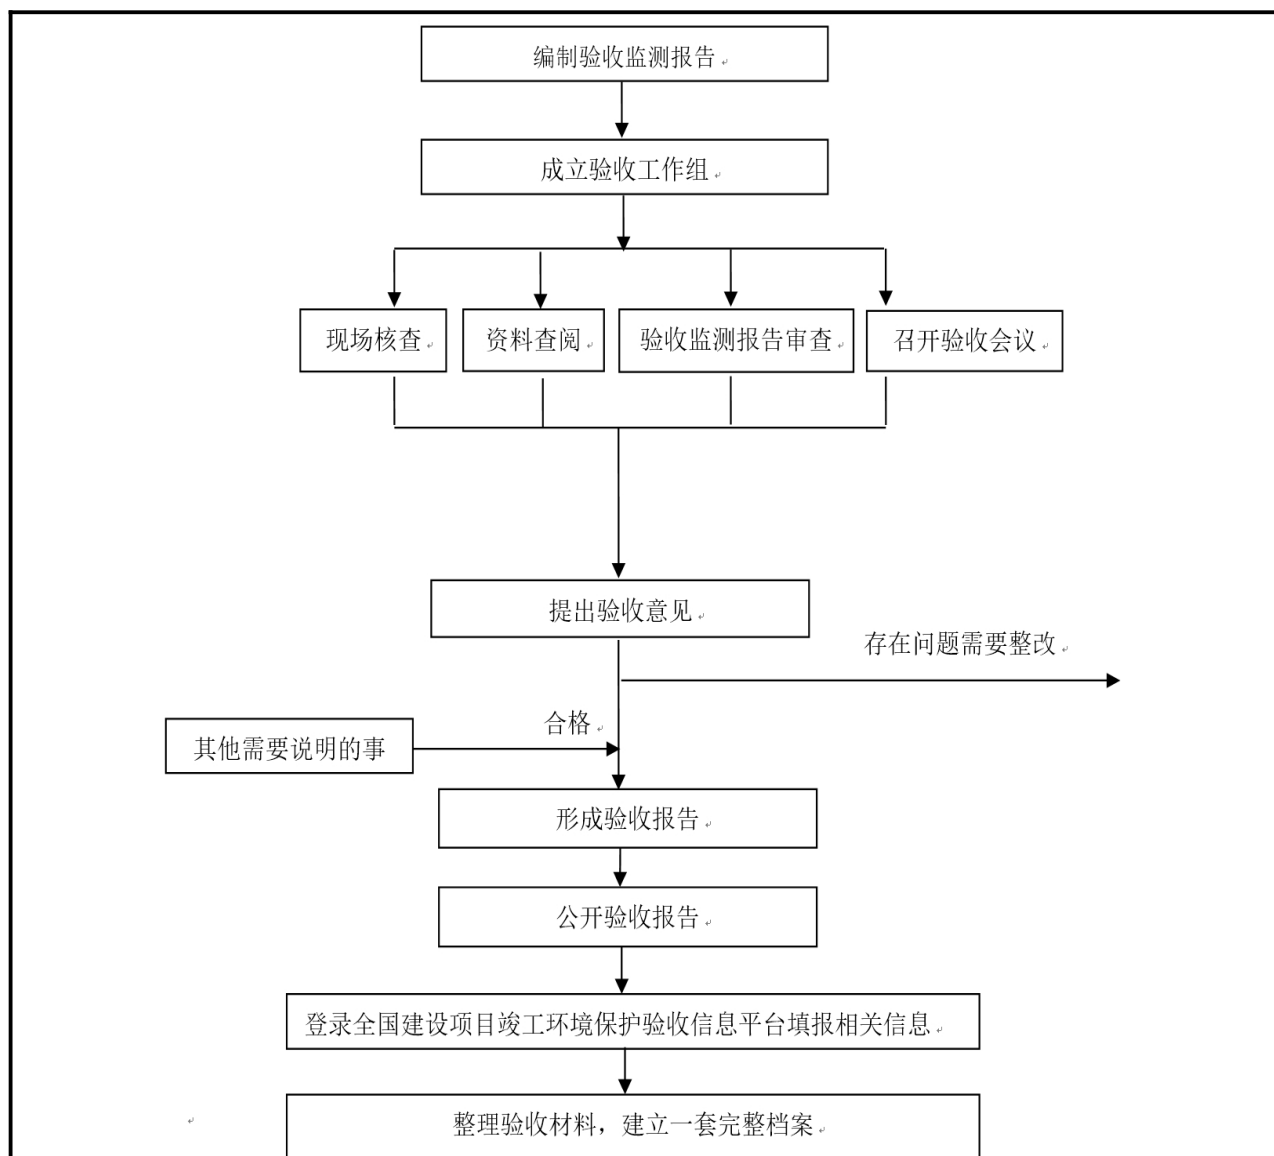 编制验收监测报告
成立验收工作组
现场核查
资料查阅
验收监测报告审查
召开验收会议
提出验收意见
存在问题需要整改
合格
其他需要说明的事
形成验收报告
公开验收报告
登录全国建设项目竣工环境保护验收信息平台填报相关信息
整理验收材料，建立一套完整档案